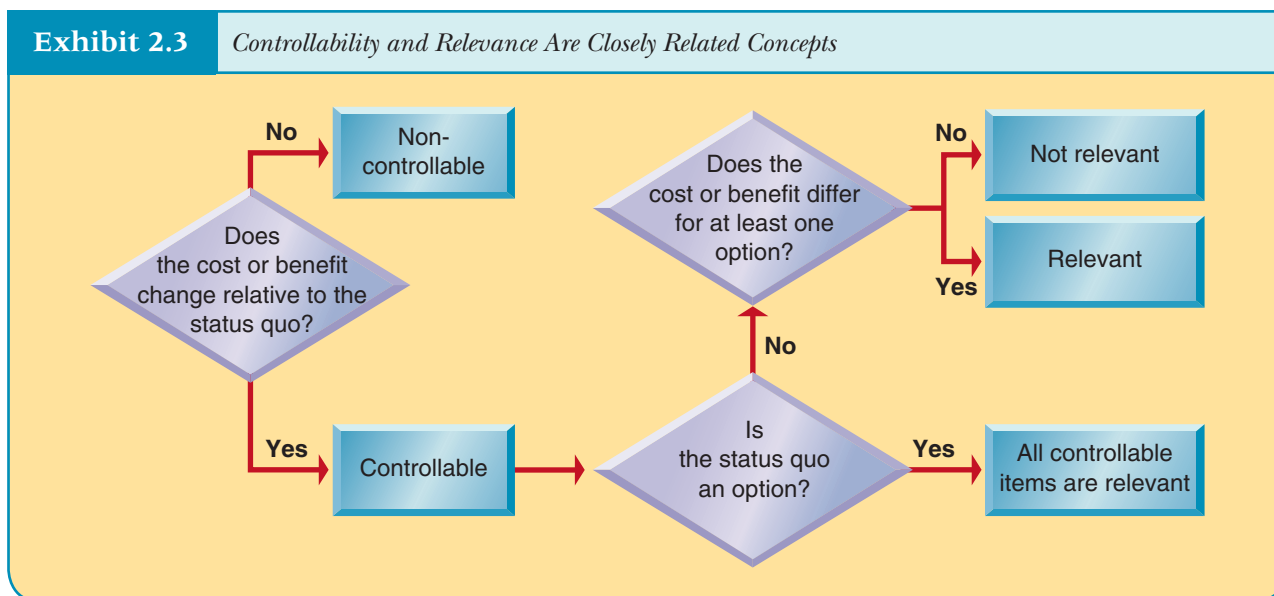 Exhibit 2.3
Controllability and Relevance Are Closely Related Concepts
Does
the cost or benefit
change relative to the
status quo?
No
Non-
controllable
Yes
Controllable
Is
the status quo
an option?
Yes
All controllable
items are relevant
No
Does the
cost or benefit differ
for at least one
option?
No
Not relevant
Yes
Relevant